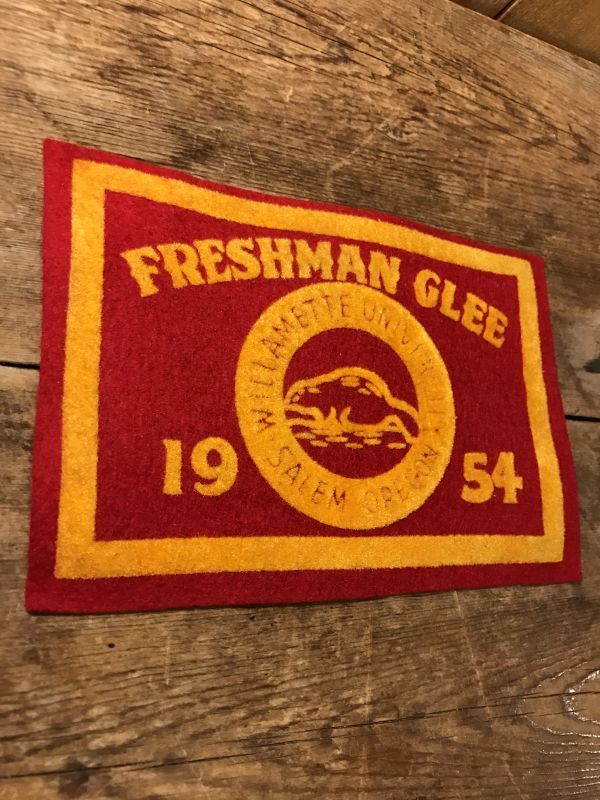 FRESHMAN GLEE
WILLAMETTE UNIVERSITY
SALEM OREGON
19 54